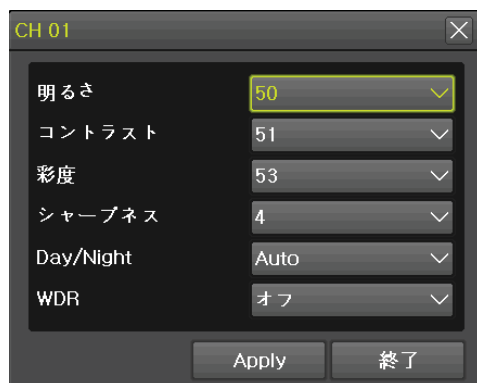 CH 01
明るさ 50
コントラスト 51
彩度 53
シャープネス 4
Day/Night Auto
WDR オフ
Apply 終了